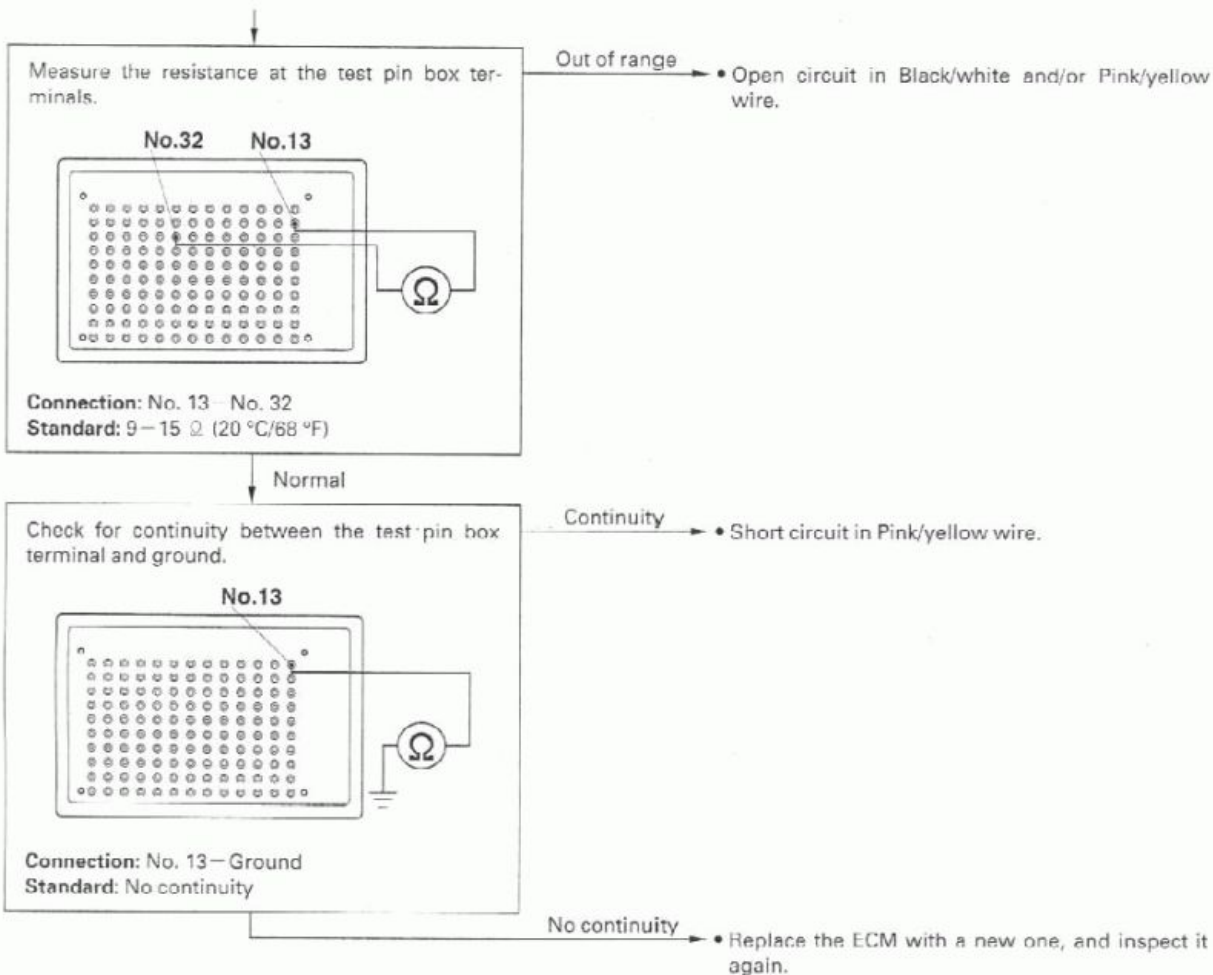 Measure the resistance at the test pin box ter-
minals.
Out of range
• Open circuit in Black/white and/or Pink/yellow
wire.
No.32 No.13
Ω
Connection: No. 13–No. 32
Standard: 9–15 Ω (20 °C/68 °F)
Normal
Check for continuity between the test pin box
terminal and ground.
Continuity
• Short circuit in Pink/yellow wire.
No.13
Ω
Connection: No. 13–Ground
Standard: No continuity
No continuity
• Replace the ECM with a new one, and inspect it
again.